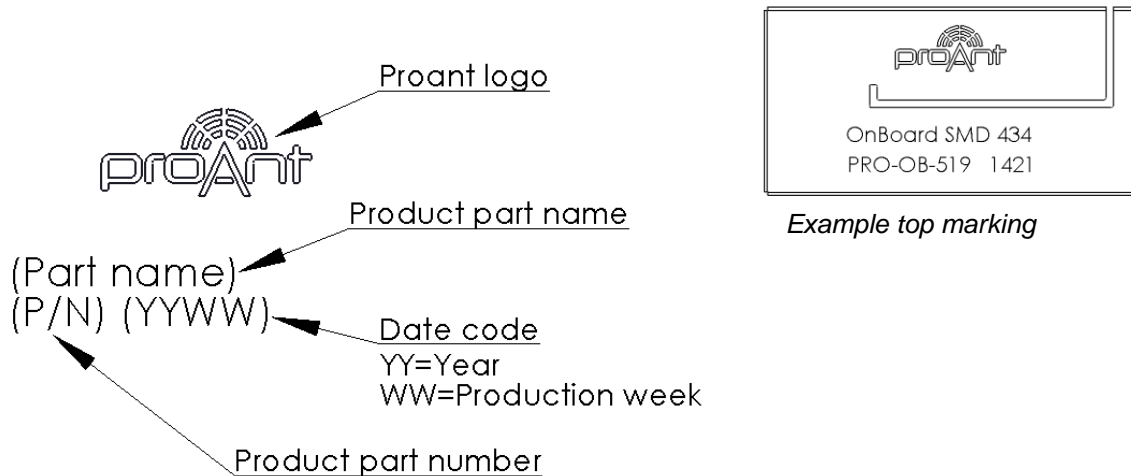 Proant logo
proAnt
Product part name
(Part name)
(P/N) (YYWW)
Date code
YY=Year
WW=Production week
Product part number
proAnt
OnBoard SMD 434
PRO-OB-519 1421
Example top marking